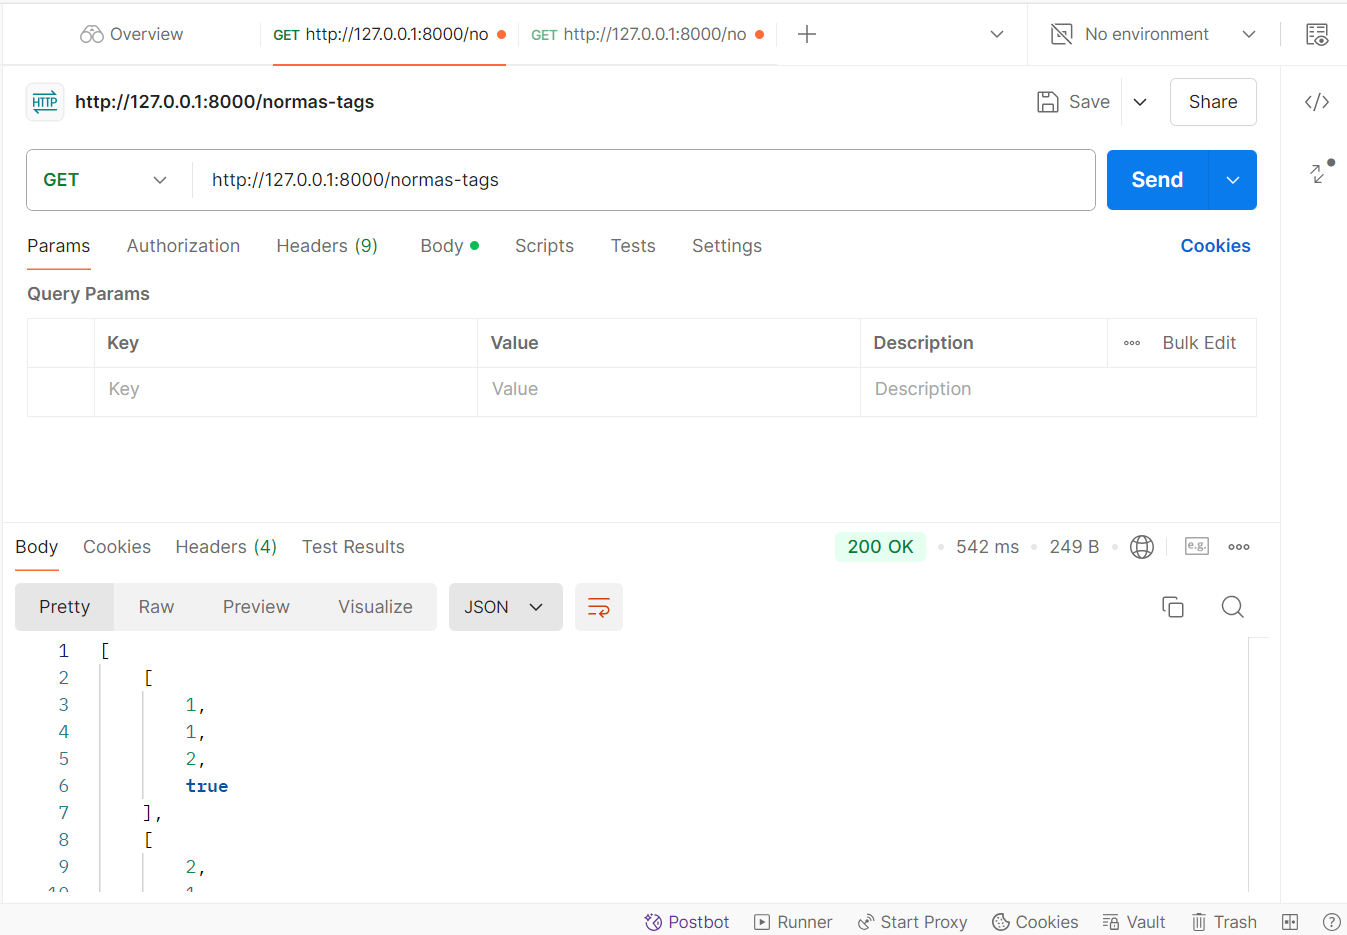 Overview GET http://127.0.0.1:8000/no GET http://127.0.0.1:8000/no No environment
HTTP http://127.0.0.1:8000/normas-tags Save Share
GET http://127.0.0.1:8000/normas-tags Send
Params Authorization Headers (9) Body Scripts Tests Settings Cookies
Query Params
Key Value Description Bulk Edit
Key Value Description
Body Cookies Headers (4) Test Results 200 OK 542 ms 249 B e.g.
Pretty Raw Preview Visualize JSON
1 [
2 [
3 1,
4 1,
5 2,
6 true
7 ],
8 [
9 2,
10 1
Postbot Runner Start Proxy Cookies Vault Trash